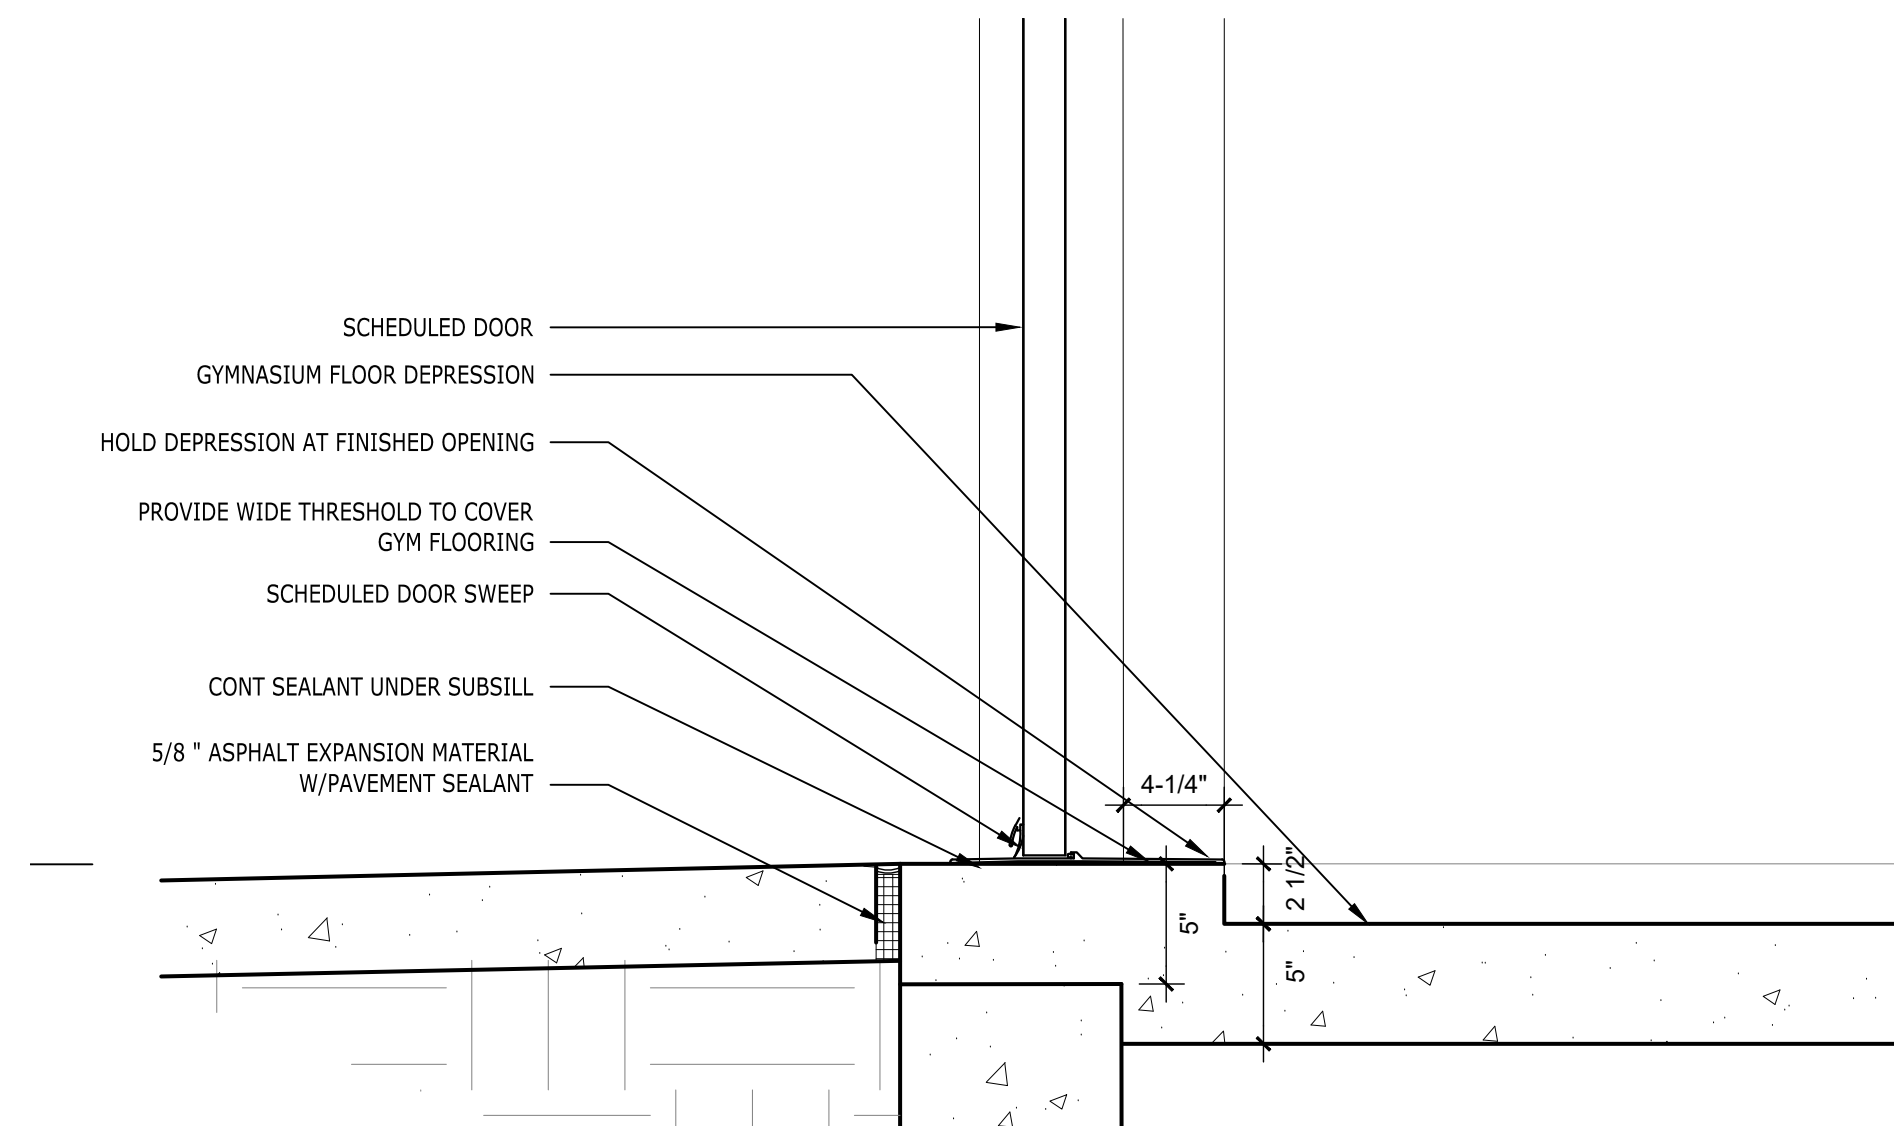 SCHEDULED DOOR
GYMNASIUM FLOOR DEPRESSION
HOLD DEPRESSION AT FINISHED OPENING
PROVIDE WIDE THRESHOLD TO COVER
GYM FLOORING
SCHEDULED DOOR SWEEP
CONT SEALANT UNDER SUBSILL
5/8 " ASPHALT EXPANSION MATERIAL
W/PAVEMENT SEALANT
4-1/4"
2 1/2"
5"
5"